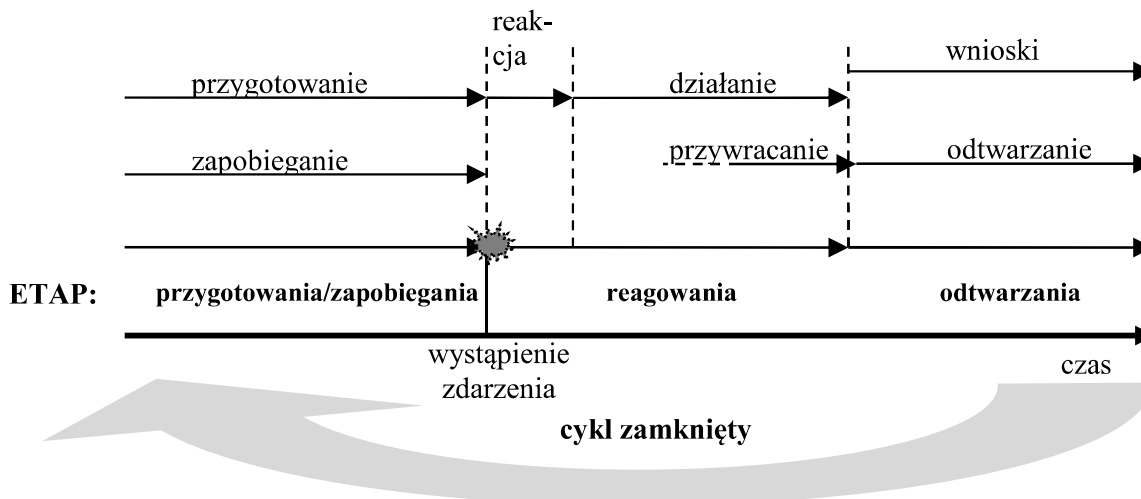 reak-
cja
wnioski
przygotowanie
działanie
zapobieganie
przywracanie
odtwarzanie
ETAP:
przygotowania/zapobiegania
reagowania
odtwarzania
wystąpienie
zdarzenia
czas
cykl zamknięty